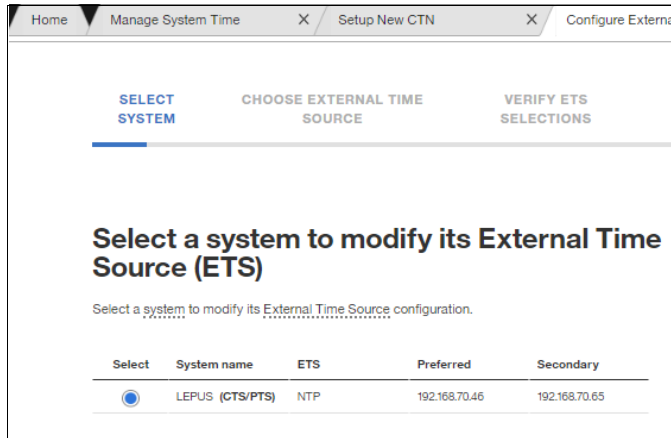 Home Manage System Time X Setup New CTN X Configure Externa
SELECT CHOOSE EXTERNAL TIME VERIFY ETS
SYSTEM SOURCE SELECTIONS
Select a system to modify its External Time
Source (ETS)
Select a system to modify its External Time Source configuration.
Select System name ETS Preferred Secondary
LEPUS (CTS/PTS) NTP 192.168.70.46 192.168.70.65